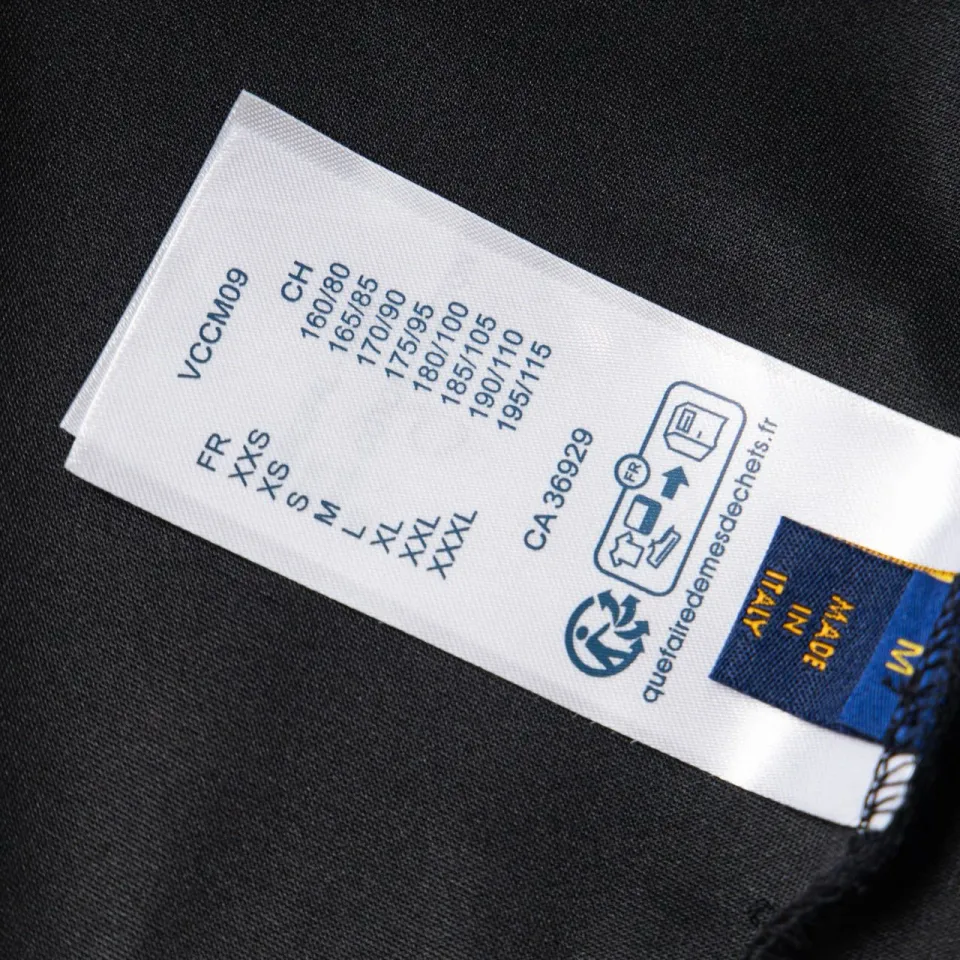 VCCM09
FR CH
XXS 160/80
XS 165/85
S 170/90
M 175/95
L 180/100
XL 185/105
XXL 190/110
XXXL 195/115
CA 36929
FR
quefairedemesdechets.fr
MADE
IN
ITALY
M